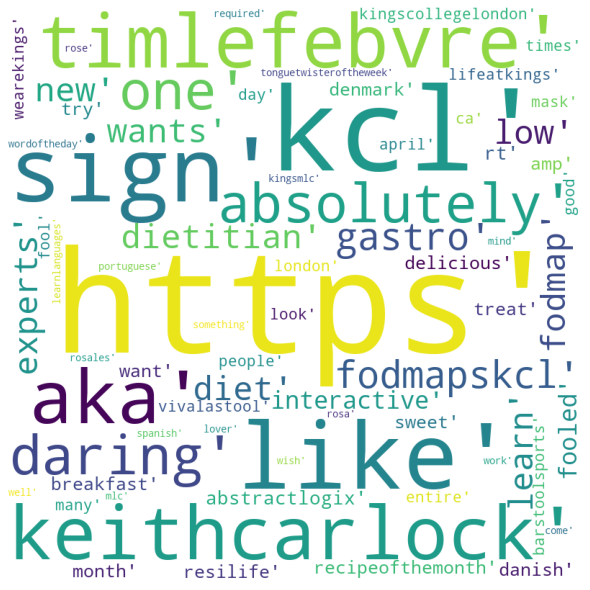 required' kingscollegelondon'
timlefebvre'
wearekings' rose' times'
tonguetwisteroftheweek' lifeatkings'
new' one' day' denmark' mask'
try' wants' kcl' ca' low'
wordoftheday' sign' april' rt' amp'
kingsmlc' good'
absolutely'
experts' fool' dietitian' gastro' mind' fodmap'
learnlanguages' portuguese' london' delicious'
https'
something' look' treat'
rosales' people'
aka' want' diet' fodmapskcl'
vivalastool' interactive' sweet' learn' fooled'
rosa'
spanish' lover' barstoolsports'
daring' like'
wish' work'
well' breakfast' entire'
many' mlc' abstractlogix'
keithcarlock' come'
month' resilife' recipeofthemonth' danish'